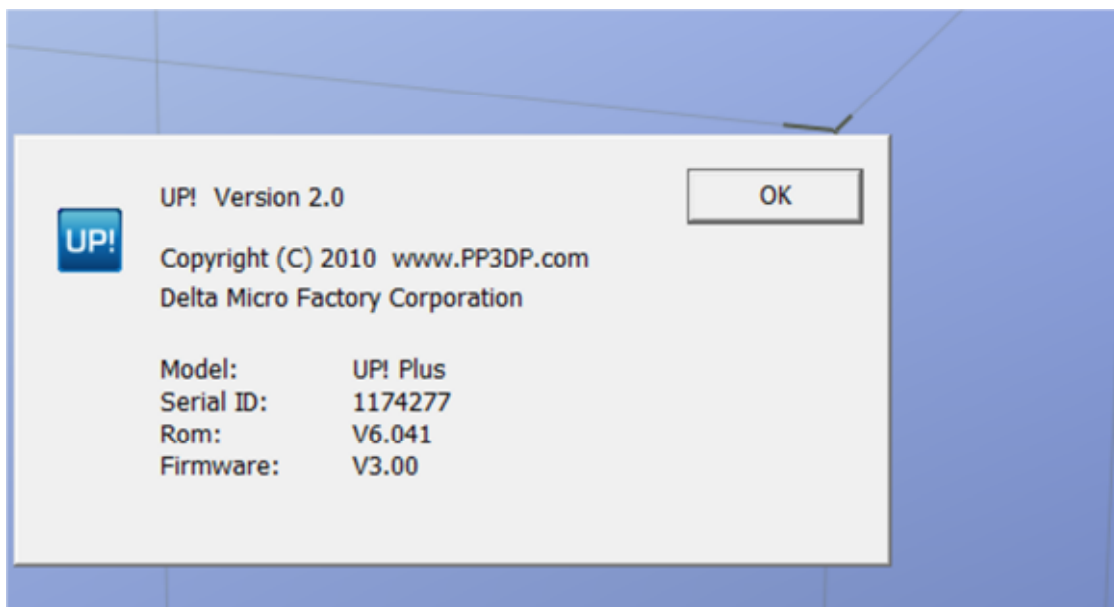 UP! Version 2.0
OK
UP!
Copyright (C) 2010 www.PP3DP.com
Delta Micro Factory Corporation
Model: UP! Plus
Serial ID: 1174277
Rom: V6.041
Firmware: V3.00